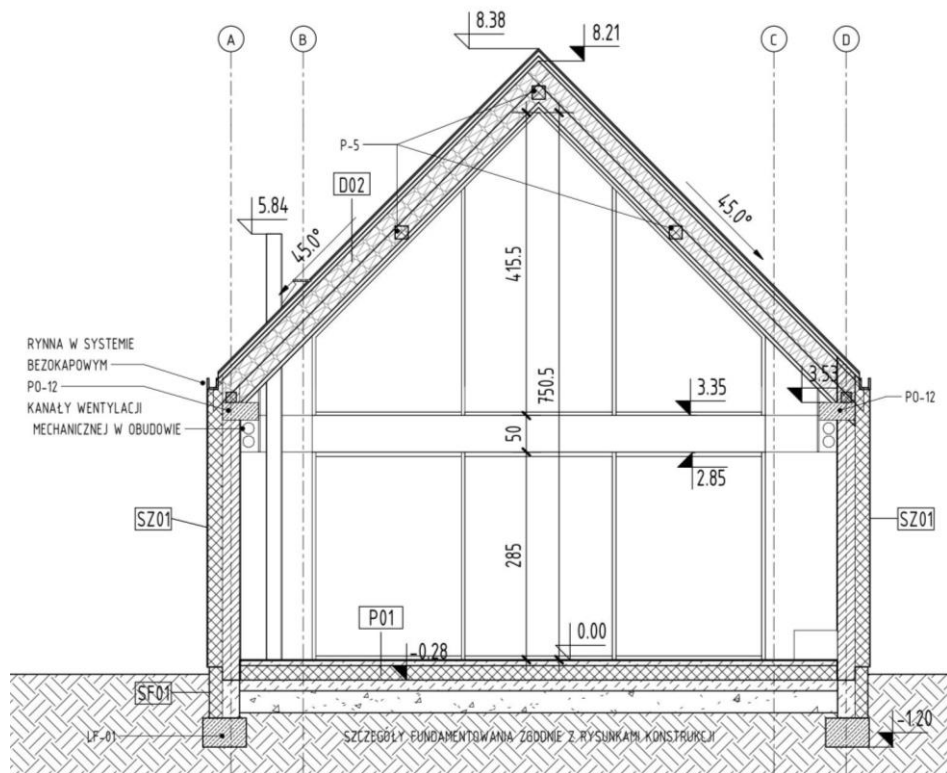 8.38
8.21
A
B
C
D
P-5
D02
5.84
45.0°
45.0°
415.5
750.5
RYNNA W SYSTEMIE
BEZOKAPOWYM
PO-12
KANAŁY WENTYLACJI
MECHANICZNEJ W OBUDOWIE
3.53
PO-12
3.35
50
2.85
SZ01
SZ01
285
P01
-0.28
0.00
SF01
LF-01
SZCZEGÓŁY FUNDAMENTOWANIA ZGODNIE Z RYSUNKAMI KONSTRUKCJI
-1.20